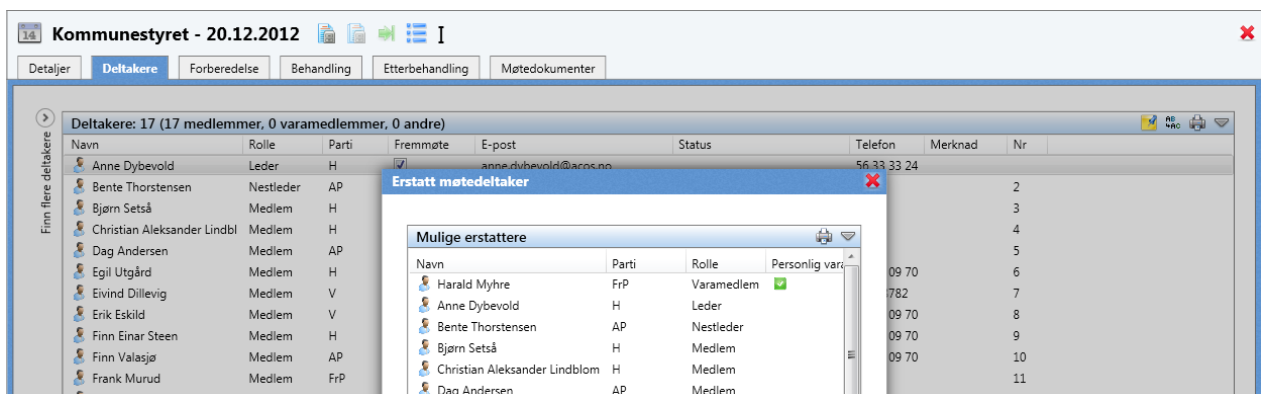 14 Kommunestyret - 20.12.2012
Detaljer Deltakere Forberedelse Behandling Etterbehandling Møtedokumenter
Finn flere deltakere
Deltakere: 17 (17 medlemmer, 0 varamedlemmer, 0 andre)
Navn Rolle Parti Fremmøte E-post Status Telefon Merknad Nr
Anne Dybevold Leder H anne.dybevold@acos.no 56 33 33 24
Bente Thorstensen Nestleder AP 2
Bjørn Setså Medlem H 3
Christian Aleksander Lindbl Medlem H 4
Dag Andersen Medlem AP 5
Egil Utgård Medlem H 09 70 6
Eivind Dillevig Medlem V 782 7
Erik Eskild Medlem V 09 70 8
Finn Einar Steen Medlem H 09 70 9
Finn Valasjø Medlem AP 09 70 10
Frank Murud Medlem FrP 11
Erstatt møtedeltaker
Mulige erstattere
Navn Parti Rolle Personlig vara
Harald Myhre FrP Varamedlem
Anne Dybevold H Leder
Bente Thorstensen AP Nestleder
Bjørn Setså H Medlem
Christian Aleksander Lindblom H Medlem
Dag Andersen AP Medlem